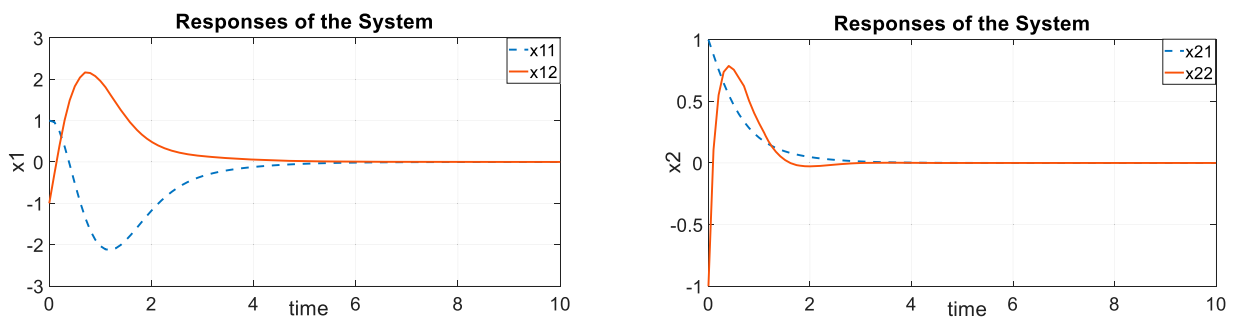 Responses of the System
3
2
1
0
-1
-2
-3
x1
x11
x12
0 2 4 6 8 10
time
Responses of the System
1
0.5
0
-0.5
-1
x2
x21
x22
0 2 4 6 8 10
time